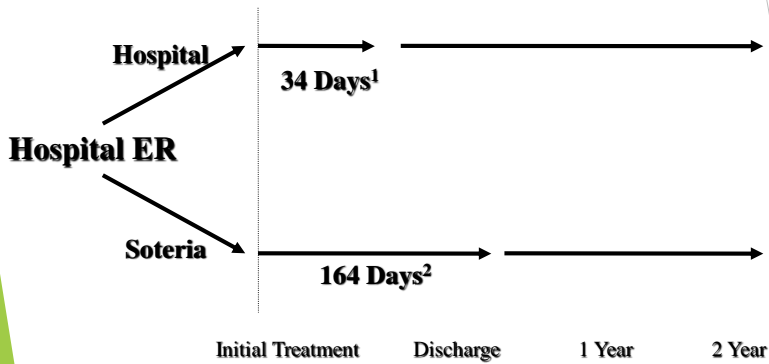 Hospital
34 Days¹
Hospital ER
Soteria
164 Days²
Initial Treatment Discharge 1 Year 2 Year